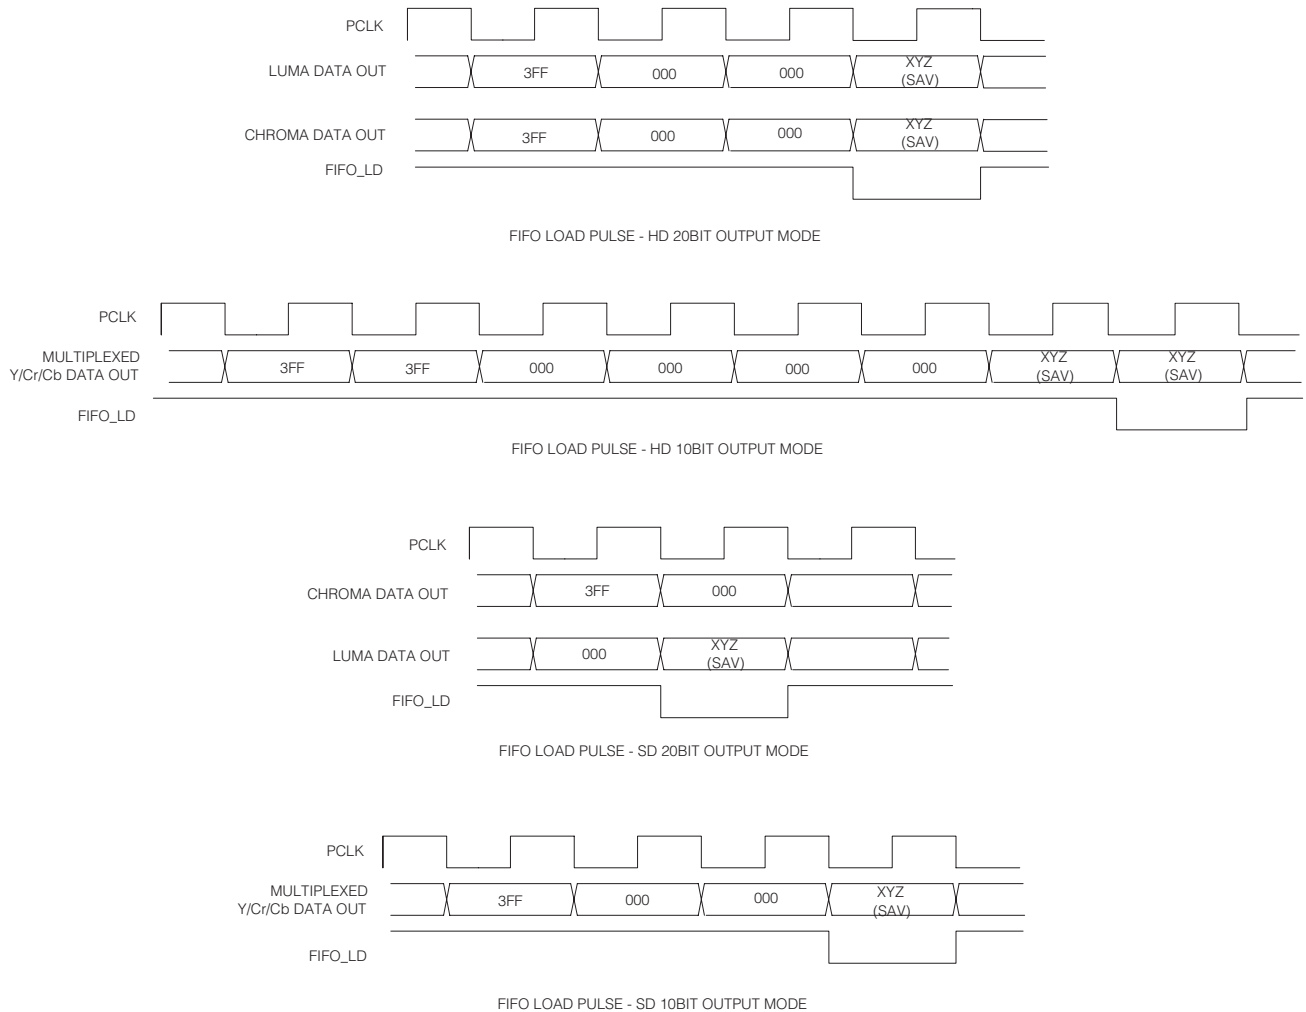 PCLK
LUMA DATA OUT 3FF 000 000 XYZ (SAV)
CHROMA DATA OUT 3FF 000 000 XYZ (SAV)
FIFO_LD
FIFO LOAD PULSE - HD 20BIT OUTPUT MODE
PCLK
MULTIPLEXED
Y/Cr/Cb DATA OUT 3FF 3FF 000 000 000 000 XYZ (SAV) XYZ (SAV)
FIFO_LD
FIFO LOAD PULSE - HD 10BIT OUTPUT MODE
PCLK
CHROMA DATA OUT 3FF 000
LUMA DATA OUT 000 XYZ (SAV)
FIFO_LD
FIFO LOAD PULSE - SD 20BIT OUTPUT MODE
PCLK
MULTIPLEXED
Y/Cr/Cb DATA OUT 3FF 000 000 XYZ (SAV)
FIFO_LD
FIFO LOAD PULSE - SD 10BIT OUTPUT MODE